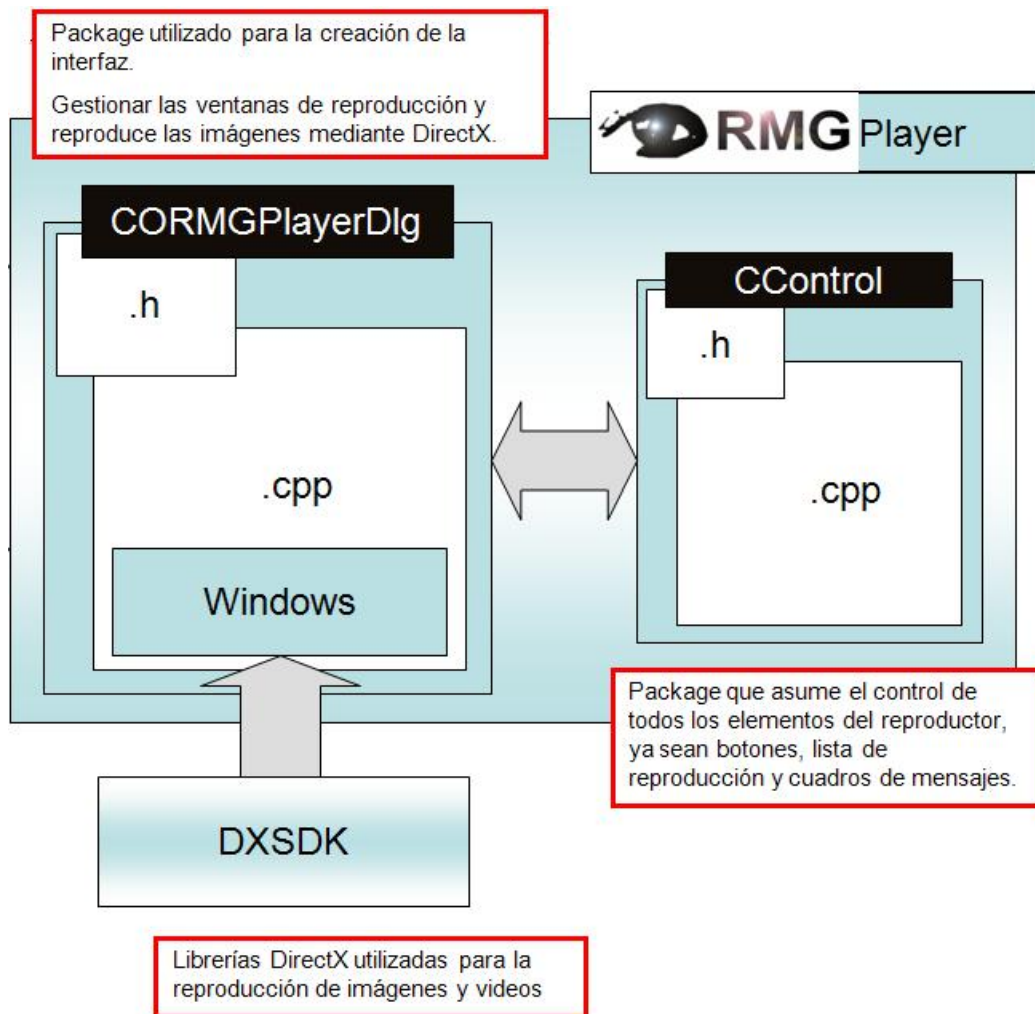 Package utilizado para la creación de la
interfaz.
Gestionar las ventanas de reproducción y
reproduce las imágenes mediante DirectX.
RMG Player
CORMGPlayerDlg
.h
.cpp
Windows
CControl
.h
.cpp
Package que asume el control de
todos los elementos del reproductor,
ya sean botones, lista de
reproducción y cuadros de mensajes.
DXSDK
Librerías DirectX utilizadas para la
reproducción de imágenes y videos